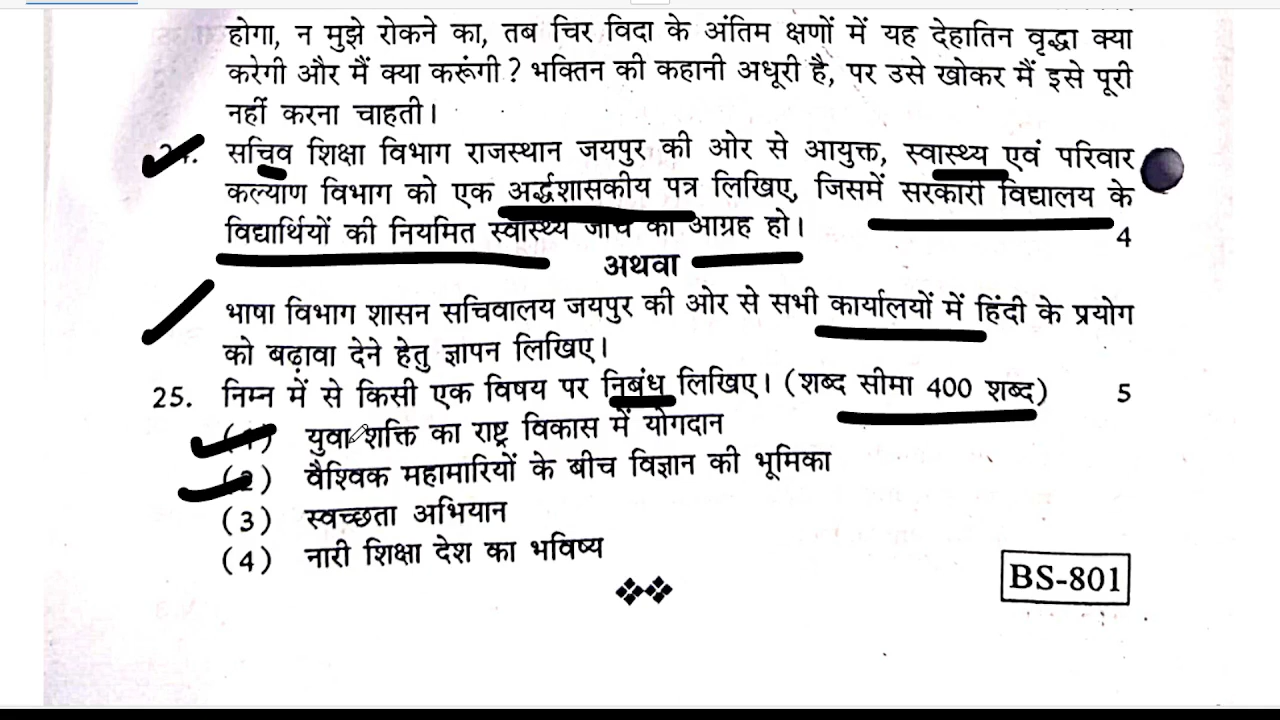 होगा, न मुझे रोकने का, तब चिर विदा के अंतिम क्षणों में यह देहातिन वृद्धा क्या
करेगी और मैं क्या करूंगी ? भक्तिन की कहानी अधूरी है, पर उसे खोकर मैं इसे पूरी
नहीं करना चाहती।
24. सचिव शिक्षा विभाग राजस्थान जयपुर की ओर से आयुक्त, स्वास्थ्य एवं परिवार
कल्याण विभाग को एक अर्द्धशासकीय पत्र लिखिए, जिसमें सरकारी विद्यालय के
विद्यार्थियों की नियमित स्वास्थ्य जांच का आग्रह हो। 4
अथवा
भाषा विभाग शासन सचिवालय जयपुर की ओर से सभी कार्यालयों में हिंदी के प्रयोग
को बढ़ावा देने हेतु ज्ञापन लिखिए।
25. निम्न में से किसी एक विषय पर निबंध लिखिए। (शब्द सीमा 400 शब्द) 5
(1) युवा शक्ति का राष्ट्र विकास में योगदान
(2) वैश्विक महामारियों के बीच विज्ञान की भूमिका
(3) स्वच्छता अभियान
(4) नारी शिक्षा देश का भविष्य
BS-801